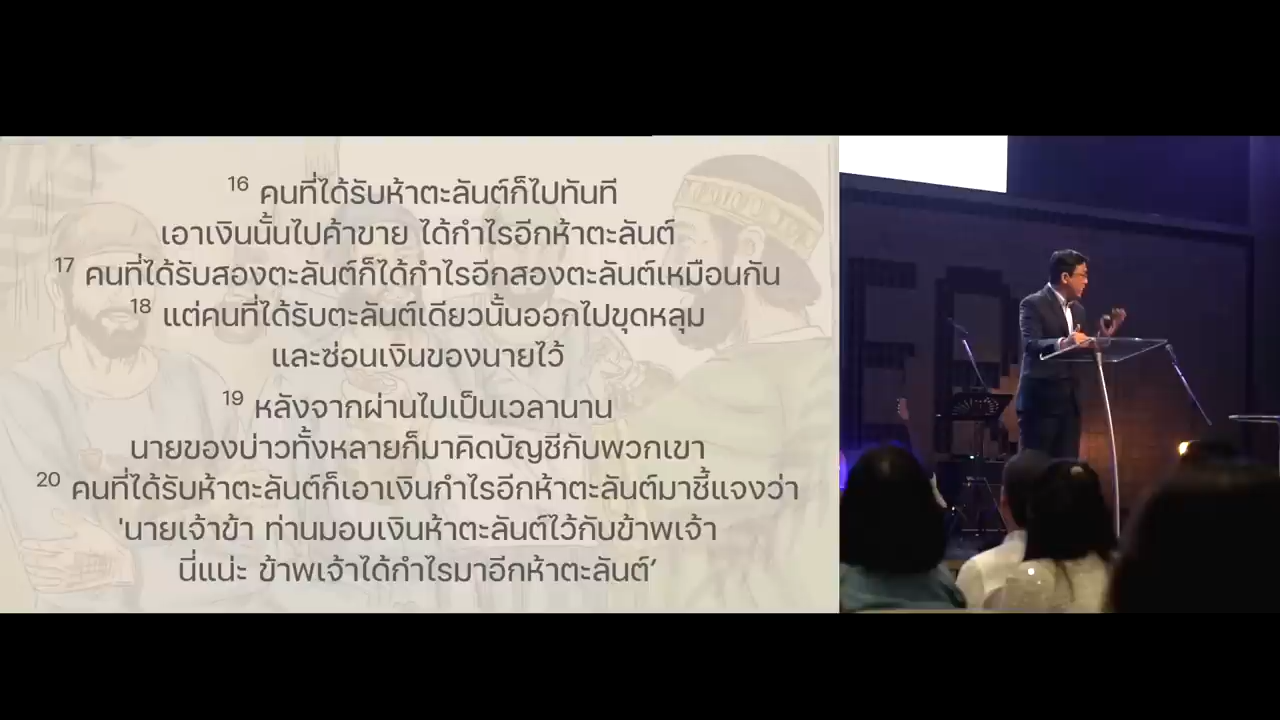 16 คนที่ได้รับห้าตะลันต์ก็ไปทันที
เอาเงินนั้นไปค้าขาย ได้กำไรอีกห้าตะลันต์
17 คนที่ได้รับสองตะลันต์ก็ได้กำไรอีกสองตะลันต์เหมือนกัน
18 แต่คนที่ได้รับตะลันต์เดียวนั้นออกไปขุดหลุม
และซ่อนเงินของนายไว้
19 หลังจากผ่านไปเป็นเวลานาน
นายของบ่าวทั้งหลายก็มาคิดบัญชีกับพวกเขา
20 คนที่ได้รับห้าตะลันต์ก็เอาเงินกำไรอีกห้าตะลันต์มาชี้แจงว่า
'นายเจ้าข้า ท่านมอบเงินห้าตะลันต์ไว้กับข้าพเจ้า
นี่แน่ะ ข้าพเจ้าได้กำไรมาอีกห้าตะลันต์’